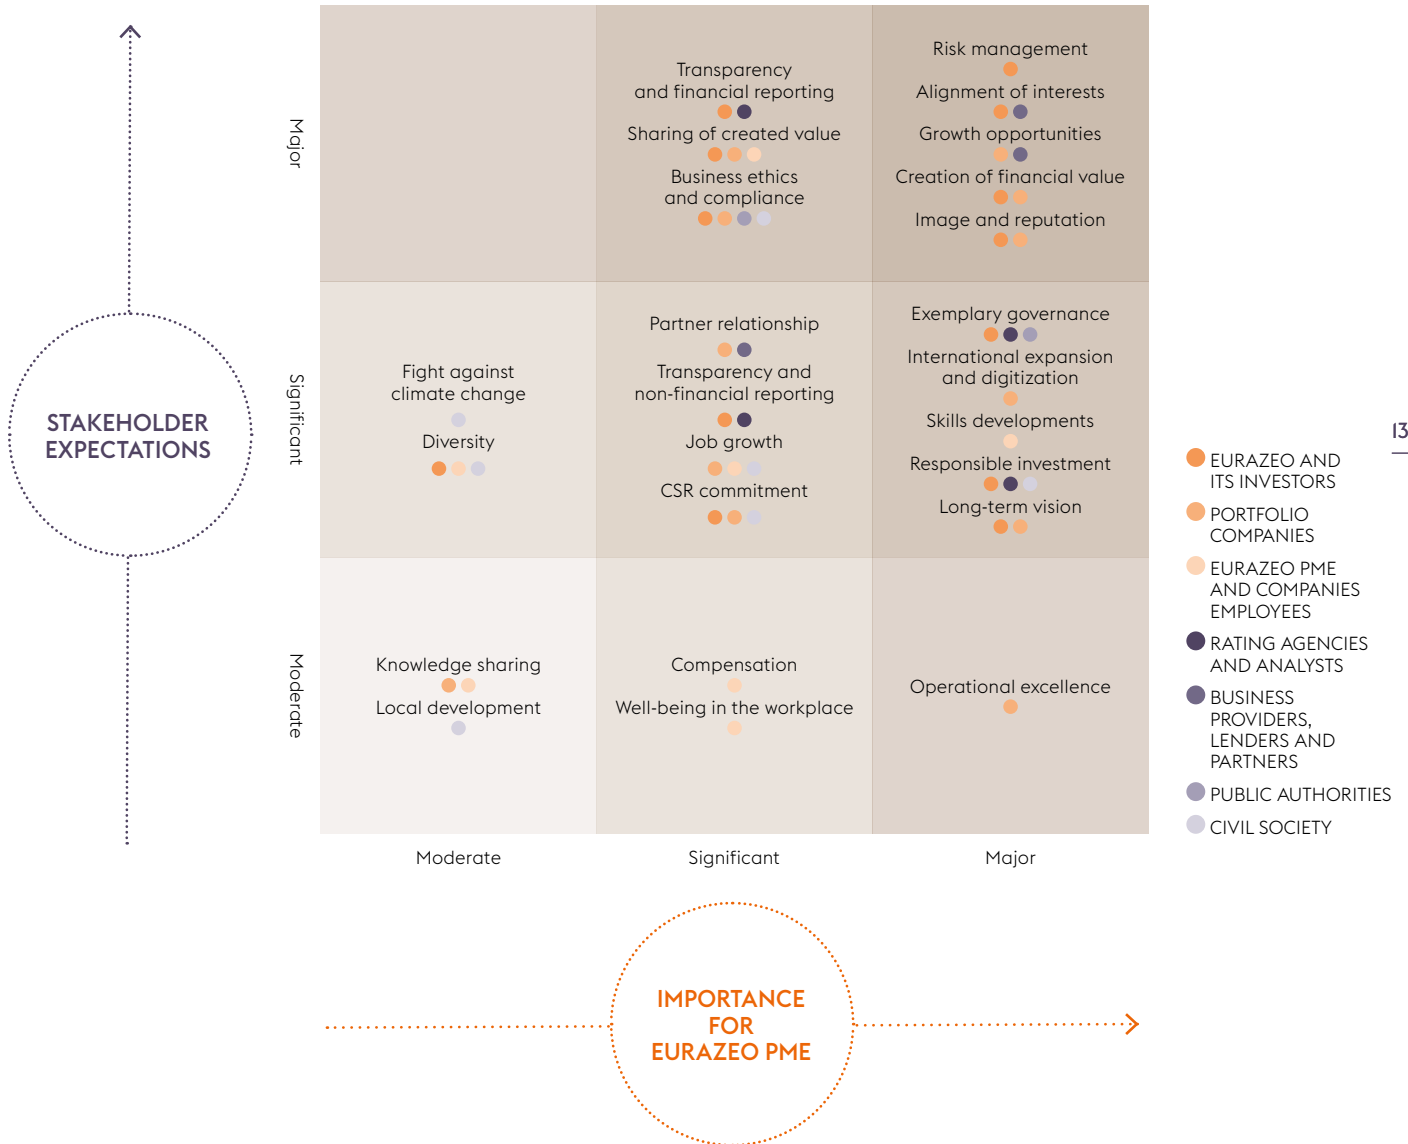 Major
Transparency
and financial reporting
Sharing of created value
Business ethics
and compliance
Risk management
Alignment of interests
Growth opportunities
Creation of financial value
Image and reputation
STAKEHOLDER
EXPECTATIONS
Significant
Fight against
climate change
Diversity
Partner relationship
Transparency and
non-financial reporting
Job growth
CSR commitment
Exemplary governance
International expansion
and digitization
Skills developments
Responsible investment
Long-term vision
Moderate
Knowledge sharing
Local development
Compensation
Well-being in the workplace
Operational excellence
Moderate
Significant
Major
13
EURAZEO AND
ITS INVESTORS
PORTFOLIO
COMPANIES
EURAZEO PME
AND COMPANIES
EMPLOYEES
RATING AGENCIES
AND ANALYSTS
BUSINESS
PROVIDERS,
LENDERS AND
PARTNERS
PUBLIC AUTHORITIES
CIVIL SOCIETY
IMPORTANCE
FOR
EURAZEO PME